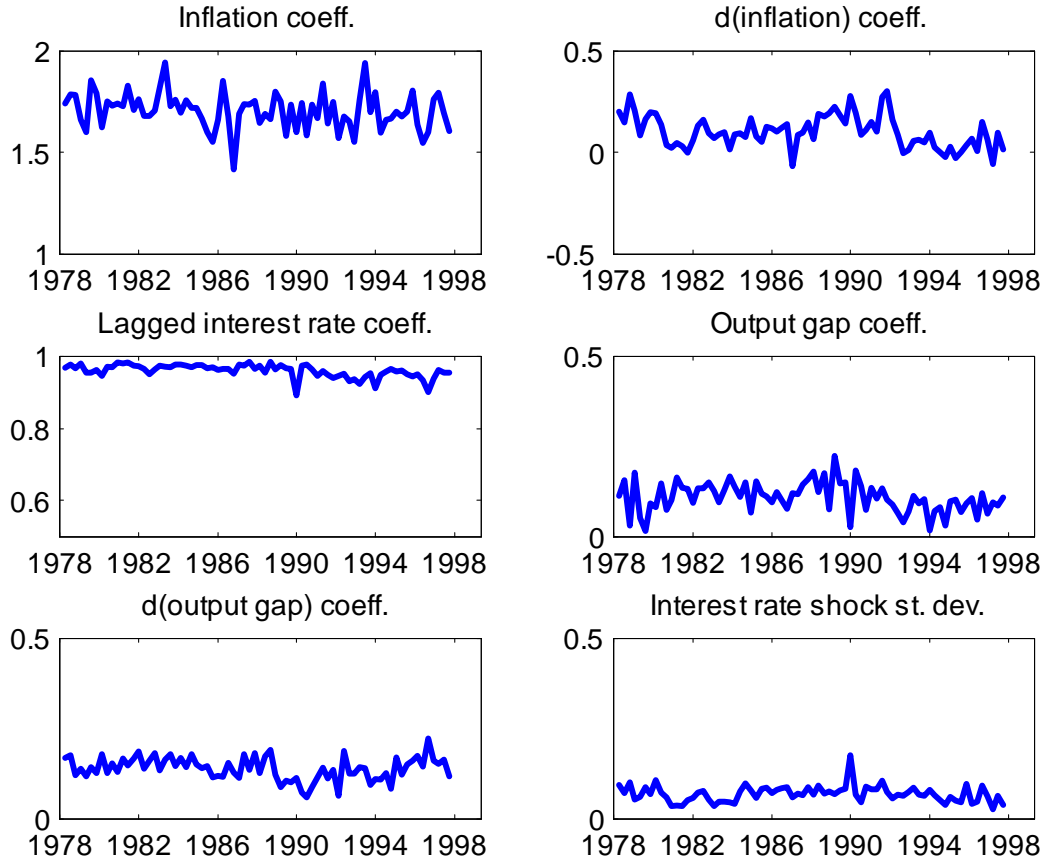 Inflation coeff.
2
1.5
1
1978 1982 1986 1990 1994 1998
d(inflation) coeff.
0.5
0
-0.5
1978 1982 1986 1990 1994 1998
Lagged interest rate coeff.
1
0.8
0.6
1978 1982 1986 1990 1994 1998
Output gap coeff.
0.5
0
1978 1982 1986 1990 1994 1998
d(output gap) coeff.
0.5
0
1978 1982 1986 1990 1994 1998
Interest rate shock st. dev.
0.5
0
1978 1982 1986 1990 1994 1998